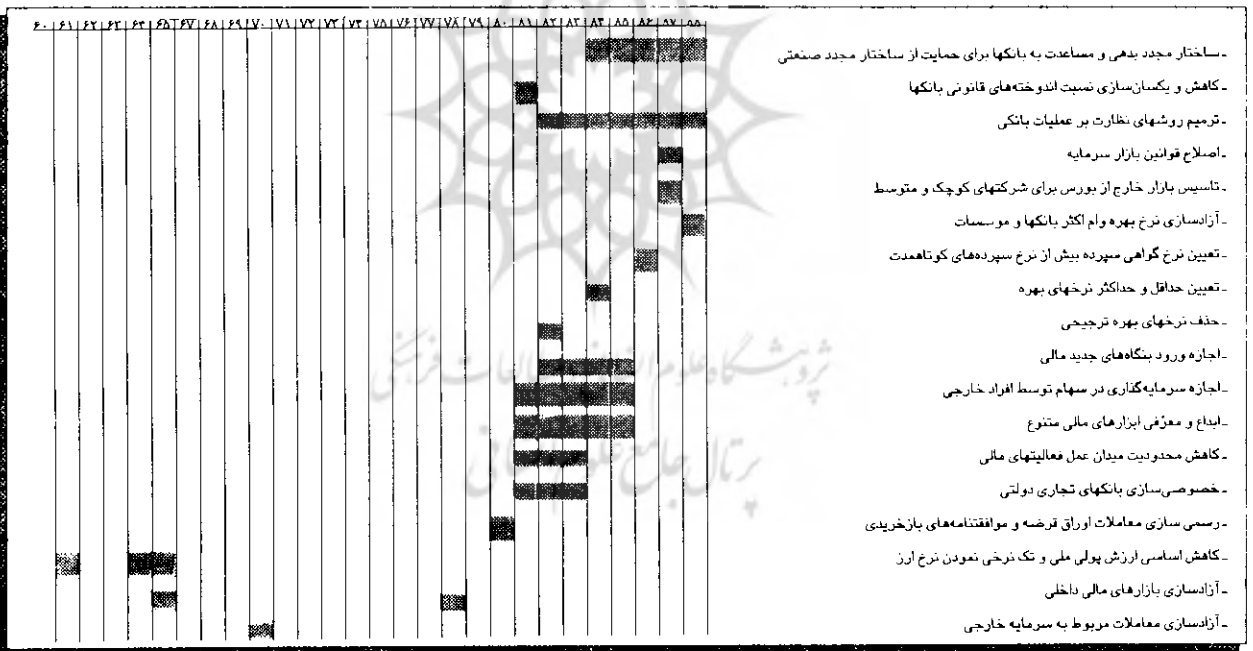 ۶۰ ۶۱ ۶۲ ۶۳ ۶۴ ۶۵ ۶۷ ۶۸ ۶۹ ۷۰ ۷۱ ۷۲ ۷۳ ۷۴ ۷۵ ۷۶ ۷۷ ۷۸ ۷۹ ۸۰ ۸۱ ۸۲ ۸۳ ۸۴ ۸۵ ۸۶
ـ ساختار مجدد بدهی و مساعدت به بانکها برای حمایت از ساختار مجدد صنعتی
ـ کاهش و یکسان‌سازی نسبت اندوخته‌های قانونی بانکها
ـ ترمیم روشهای نظارت بر عملیات بانکی
ـ اصلاح قوانین بازار سرمایه
ـ تاسیس بازار خارج از بورس برای شرکتهای کوچک و متوسط
ـ آزادسازی نرخ بهره وام اکثر بانکها و موسسات
ـ تعیین نرخ گواهی سپرده بیش از نرخ سپرده‌های کوتاهمدت
ـ تعیین حداقل و حداکثر نرخهای بهره
ـ حذف نرخهای بهره ترجیحی
ـ اجازه ورود بنگاه‌های جدید مالی
ـ اجازه سرمایه‌گذاری در سهام توسط افراد خارجی
ـ ابداع و معرّفی ابزارهای مالی متنوع
ـ کاهش محدودیت میدان عمل فعالیتهای مالی
ـ خصوصی‌سازی بانکهای تجاری دولتی
ـ رسمی سازی معاملات اوراق قرضه و موافقتنامه‌های بازخریدی
ـ کاهش اساسی ارزش پولی ملی و تک نرخی نمودن نرخ ارز
ـ آزادسازی بازارهای مالی داخلی
ـ آزادسازی معاملات مربوط به سرمایه خارجی
پرتال جامع علوم انسانی